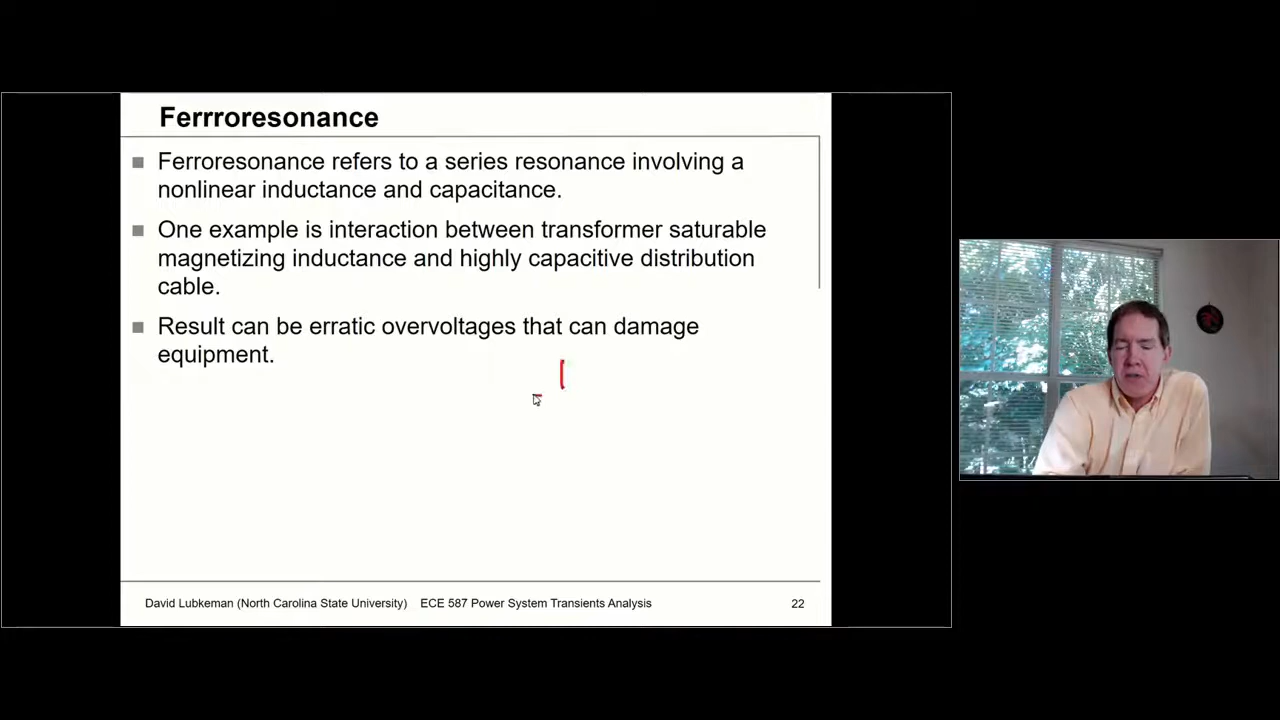 Ferrroresonance
Ferroresonance refers to a series resonance involving a
nonlinear inductance and capacitance.
One example is interaction between transformer saturable
magnetizing inductance and highly capacitive distribution
cable.
Result can be erratic overvoltages that can damage
equipment.
David Lubkeman (North Carolina State University) ECE 587 Power System Transients Analysis 22